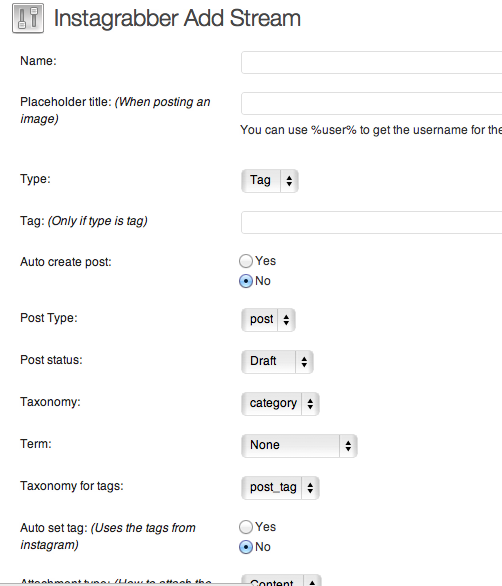 Instagrabber Add Stream
Name:
Placeholder title: (When posting an
image)
You can use %user% to get the username for the
Type:
Tag
Tag: (Only if type is tag)
Auto create post:
Yes
No
Post Type:
post
Post status:
Draft
Taxonomy:
category
Term:
None
Taxonomy for tags:
post_tag
Auto set tag: (Uses the tags from
instagram)
Yes
No
Attachment type: (How to attach the
Content